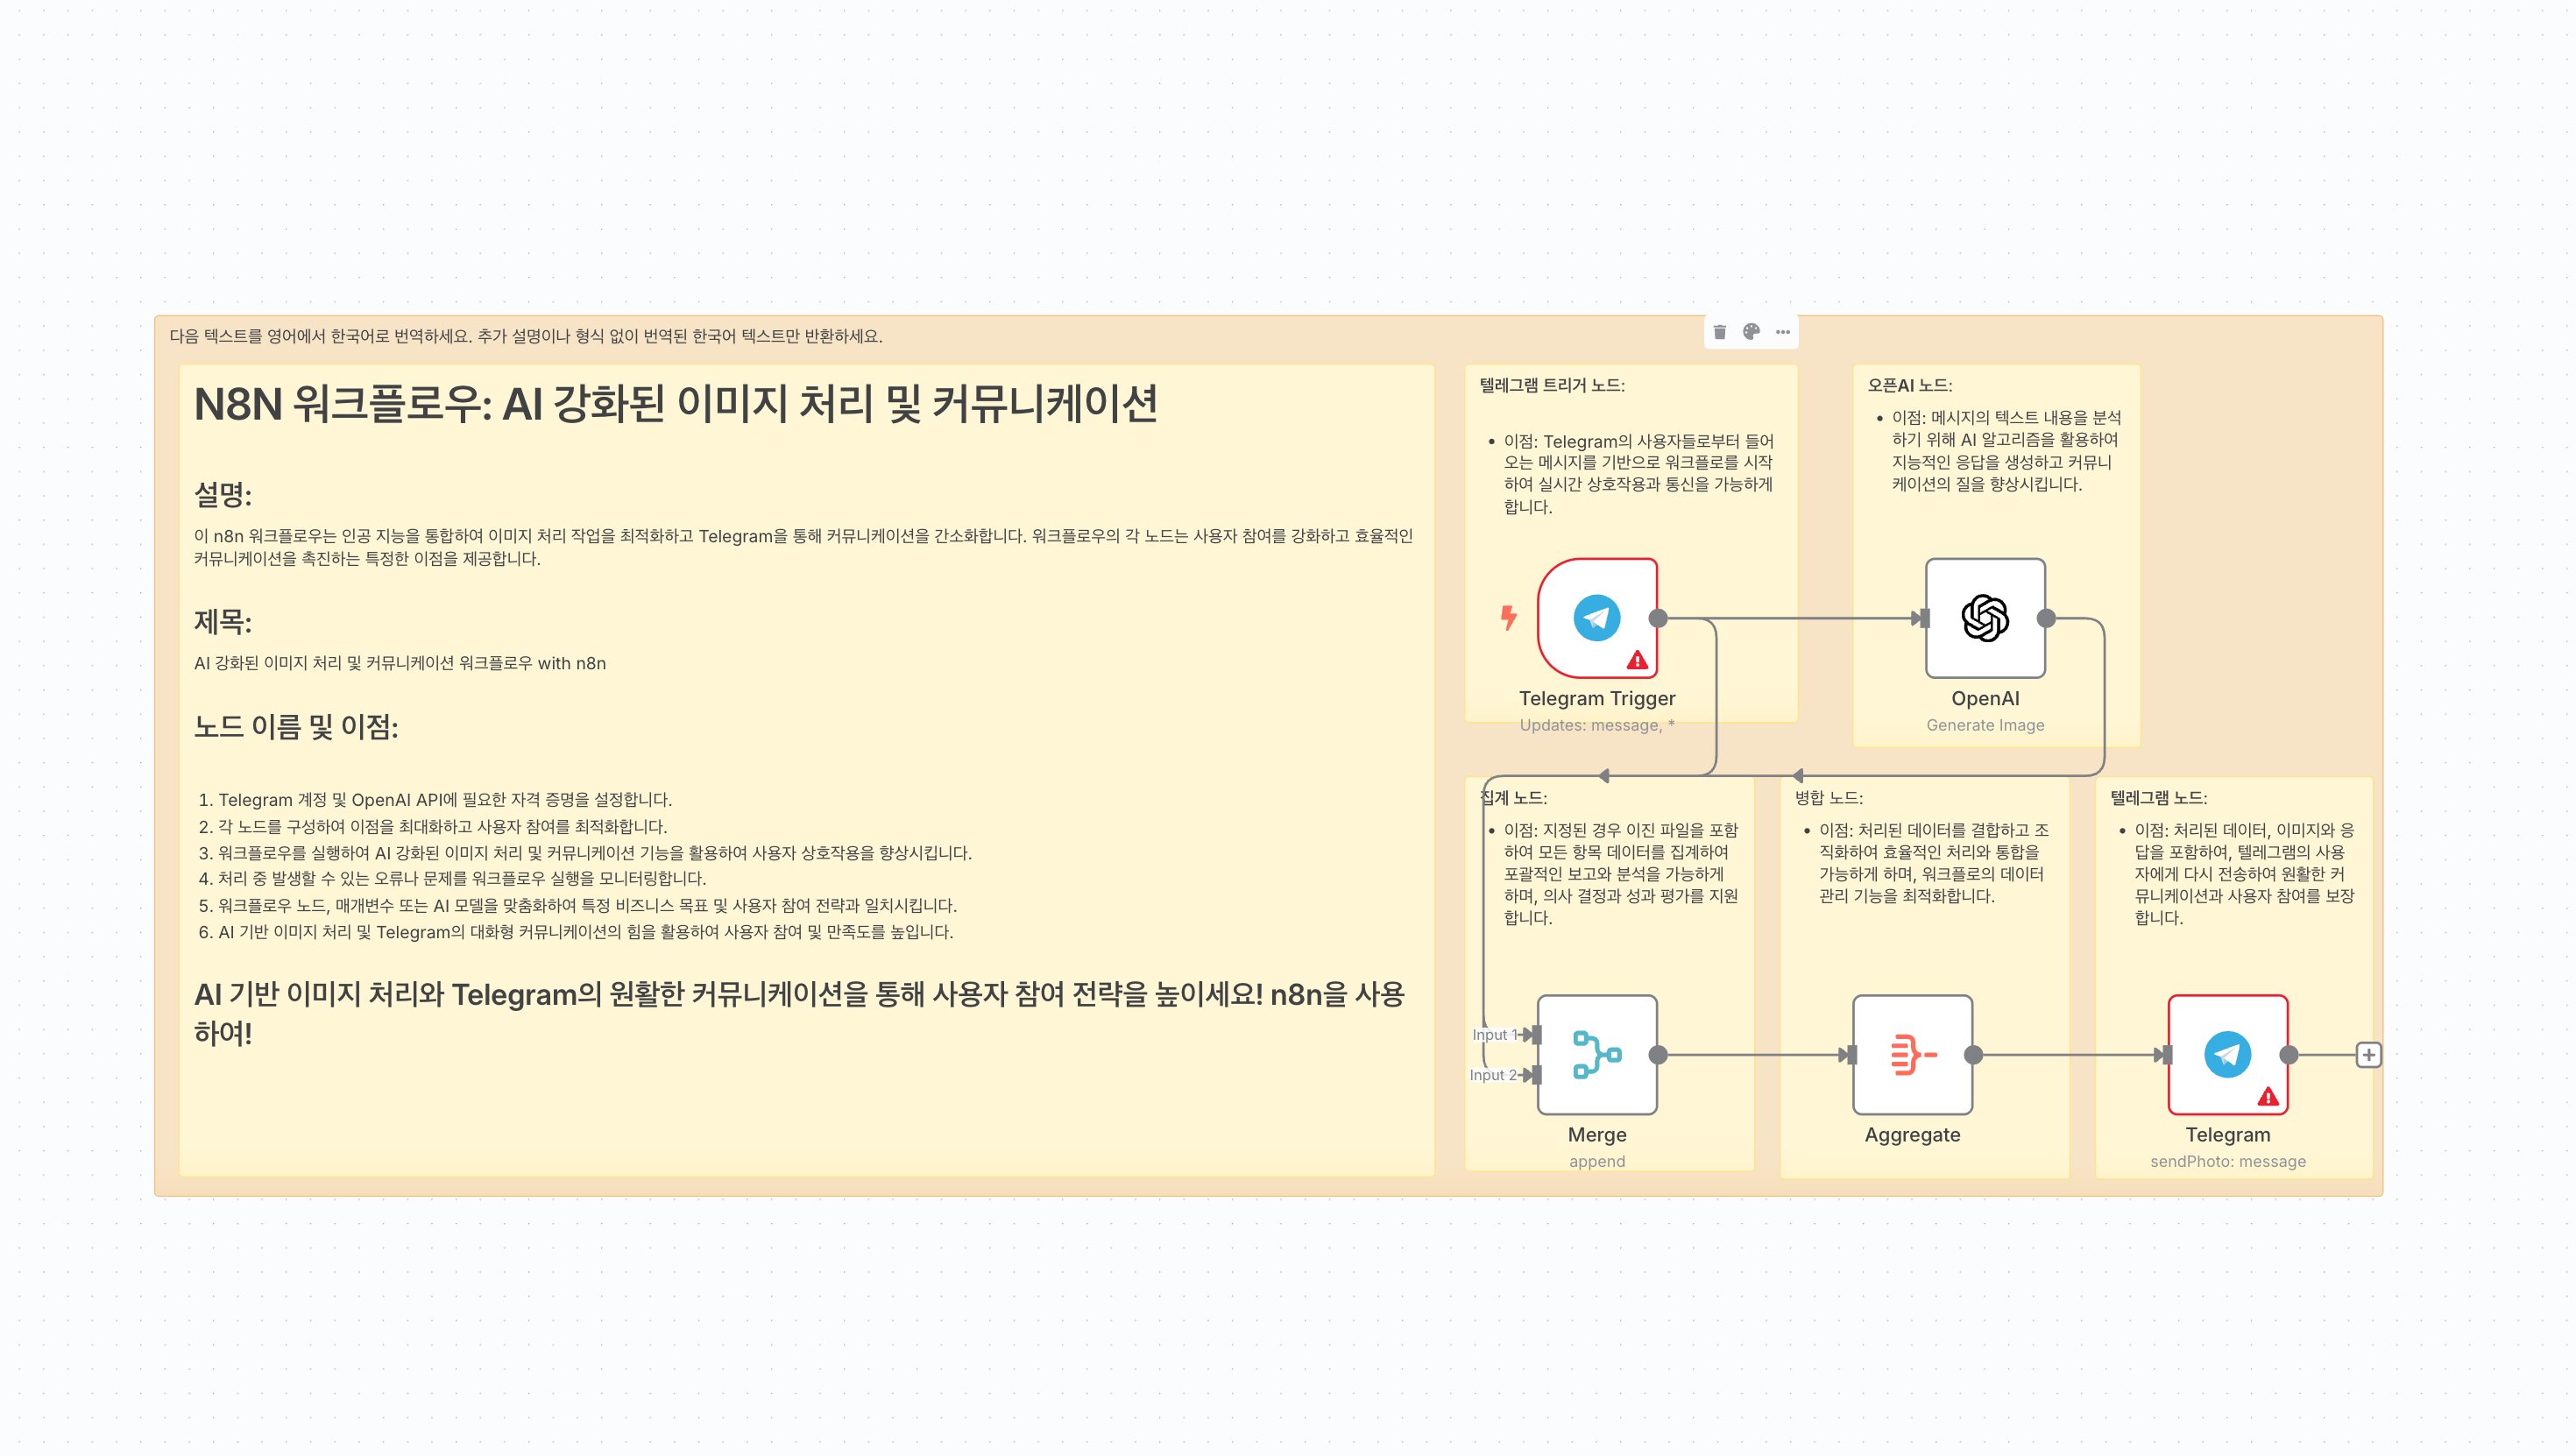 다음 텍스트를 영어에서 한국어로 번역하세요. 추가 설명이나 형식 없이 번역된 한국어 텍스트만 반환하세요.
N8N 워크플로우: AI 강화된 이미지 처리 및 커뮤니케이션
설명:
이 n8n 워크플로우는 인공 지능을 통합하여 이미지 처리 작업을 최적화하고 Telegram을 통해 커뮤니케이션을 간소화합니다. 워크플로우의 각 노드는 사용자 참여를 강화하고 효율적인
커뮤니케이션을 촉진하는 특정한 이점을 제공합니다.
제목:
AI 강화된 이미지 처리 및 커뮤니케이션 워크플로우 with n8n
노드 이름 및 이점:
1. Telegram 계정 및 OpenAI API에 필요한 자격 증명을 설정합니다.
2. 각 노드를 구성하여 이점을 최대화하고 사용자 참여를 최적화합니다.
3. 워크플로우를 실행하여 AI 강화된 이미지 처리 및 커뮤니케이션 기능을 활용하여 사용자 상호작용을 향상시킵니다.
4. 처리 중 발생할 수 있는 오류나 문제를 워크플로우 실행을 모니터링합니다.
5. 워크플로우 노드, 매개변수 또는 AI 모델을 맞춤화하여 특정 비즈니스 목표 및 사용자 참여 전략과 일치시킵니다.
6. AI 기반 이미지 처리 및 Telegram의 대화형 커뮤니케이션의 힘을 활용하여 사용자 참여 및 만족도를 높입니다.
AI 기반 이미지 처리와 Telegram의 원활한 커뮤니케이션을 통해 사용자 참여 전략을 높이세요! n8n을 사용
하여!
텔레그램 트리거 노드:
• 이점: Telegram의 사용자들로부터 들어
오는 메시지를 기반으로 워크플로를 시작
하여 실시간 상호작용과 통신을 가능하게
합니다.
Telegram Trigger
Updates: message, *
오픈AI 노드:
• 이점: 메시지의 텍스트 내용을 분석
하기 위해 AI 알고리즘을 활용하여
지능적인 응답을 생성하고 커뮤니
케이션의 질을 향상시킵니다.
OpenAI
Generate Image
집계 노드:
• 이점: 지정된 경우 이진 파일을 포함
하여 모든 항목 데이터를 집계하여
포괄적인 보고와 분석을 가능하게
하며, 의사 결정과 성과 평가를 지원
합니다.
Input 1
Input 2
Merge
append
병합 노드:
• 이점: 처리된 데이터를 결합하고 조
직화하여 효율적인 처리와 통합을
가능하게 하며, 워크플로의 데이터
관리 기능을 최적화합니다.
Aggregate
텔레그램 노드:
• 이점: 처리된 데이터, 이미지와 응
답을 포함하여, 텔레그램의 사용
자에게 다시 전송하여 원활한 커
뮤니케이션과 사용자 참여를 보장
합니다.
Telegram
sendPhoto: message